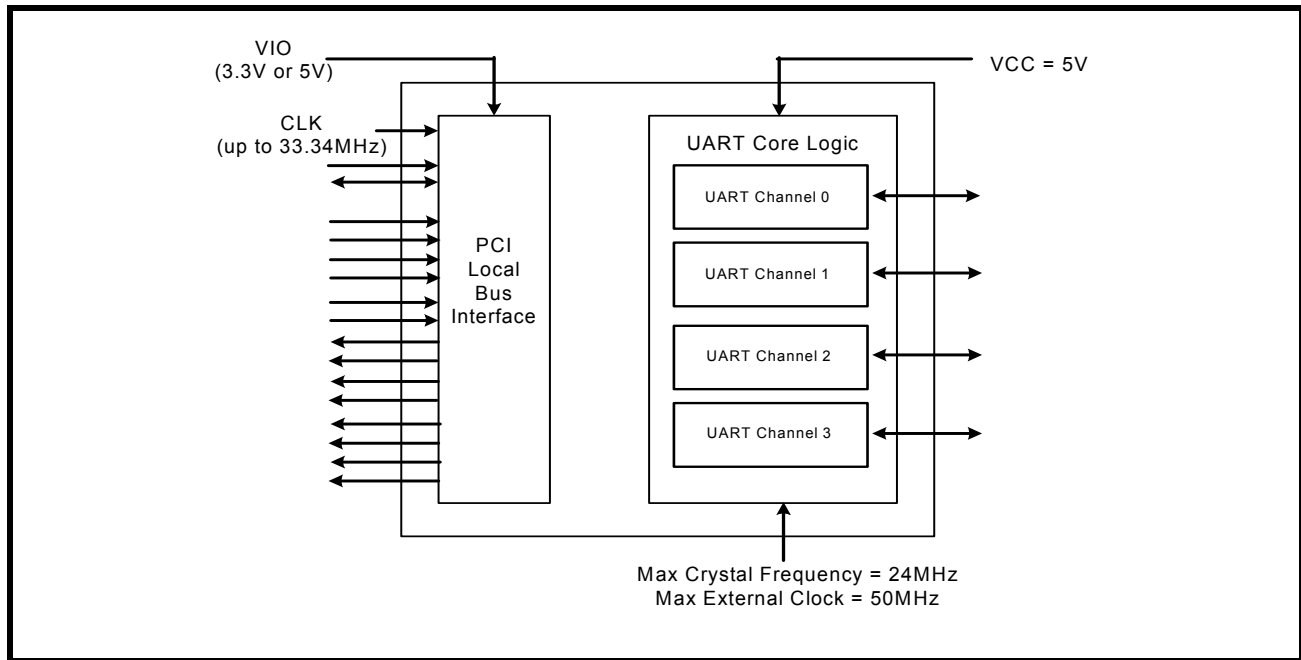 VIO
(3.3V or 5V)
VCC = 5V
CLK
(up to 33.34MHz)
PCI
Local
Bus
Interface
UART Core Logic
UART Channel 0
UART Channel 1
UART Channel 2
UART Channel 3
Max Crystal Frequency = 24MHz
Max External Clock = 50MHz